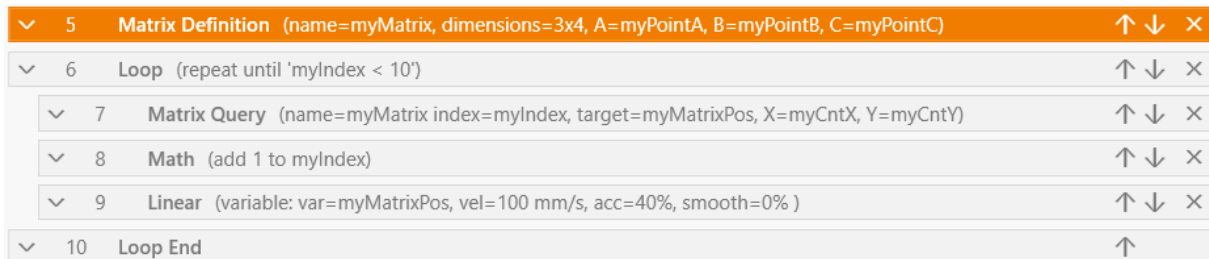 5 Matrix Definition (name=myMatrix, dimensions=3x4, A=myPointA, B=myPointB, C=myPointC)
6 Loop (repeat until 'myIndex < 10')
7 Matrix Query (name=myMatrix index=myIndex, target=myMatrixPos, X=myCntX, Y=myCntY)
8 Math (add 1 to myIndex)
9 Linear (variable: var=myMatrixPos, vel=100 mm/s, acc=40%, smooth=0% )
10 Loop End